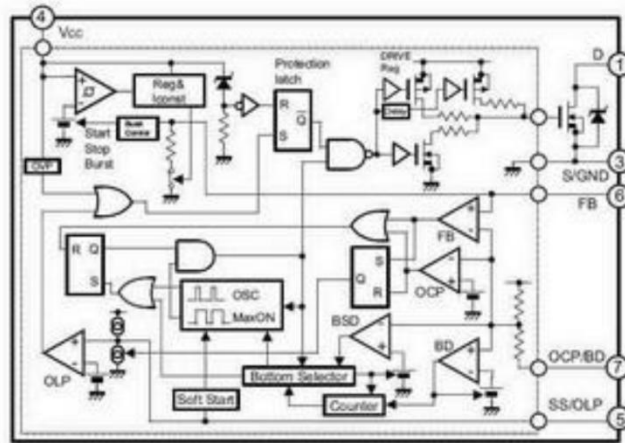 4
Vcc
Protection
latch
DRIVE
Reg
D
1
Reg&
Iconst
R
Q
S
Delay
Start
Stop
Burst
OVP
3
S/GND
6
FB
FB
R
Q
S
S
Q
R
OCP
OSC
MaxON
BSD
BD
OLP
Bottom Selector
Soft Start
Counter
OCP/BD
7
SS/OLP
5